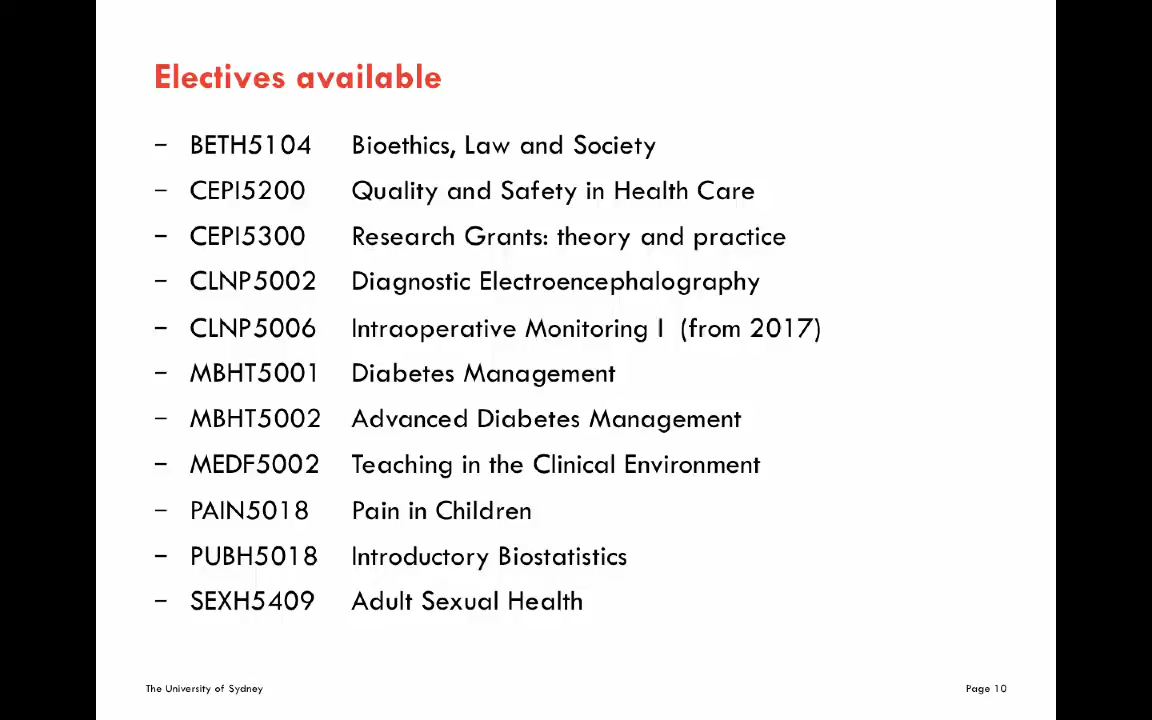 Electives available
– BETH5104 Bioethics, Law and Society
– CEPI5200 Quality and Safety in Health Care
– CEPI5300 Research Grants: theory and practice
– CLNP5002 Diagnostic Electroencephalography
– CLNP5006 Intraoperative Monitoring I (from 2017)
– MBHT5001 Diabetes Management
– MBHT5002 Advanced Diabetes Management
– MEDF5002 Teaching in the Clinical Environment
– PAIN5018 Pain in Children
– PUBH5018 Introductory Biostatistics
– SEXH5409 Adult Sexual Health
The University of Sydney Page 10